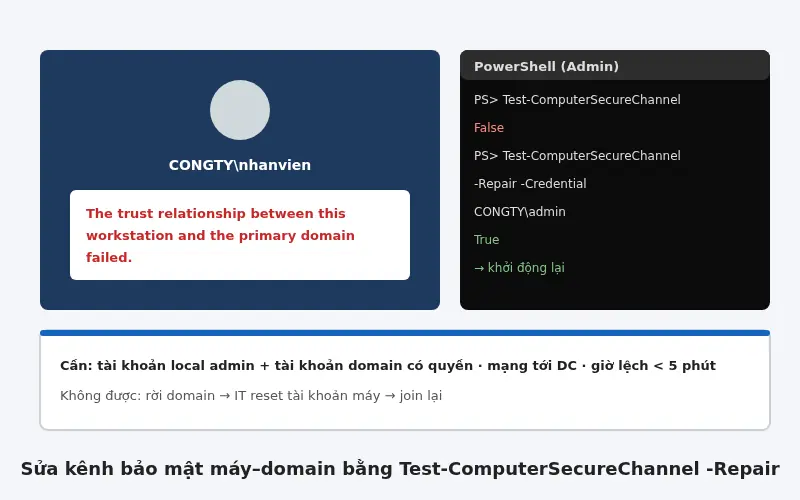 CONGTY\nhanvien
The trust relationship between this
workstation and the primary domain
failed.
PowerShell (Admin)
PS> Test-ComputerSecureChannel
False
PS> Test-ComputerSecureChannel
-Repair -Credential
CONGTY\admin
True
→ khởi động lại
Cần: tài khoản local admin + tài khoản domain có quyền · mạng tới DC · giờ lệch < 5 phút
Không được: rời domain → IT reset tài khoản máy → join lại
Sửa kênh bảo mật máy–domain bằng Test-ComputerSecureChannel -Repair